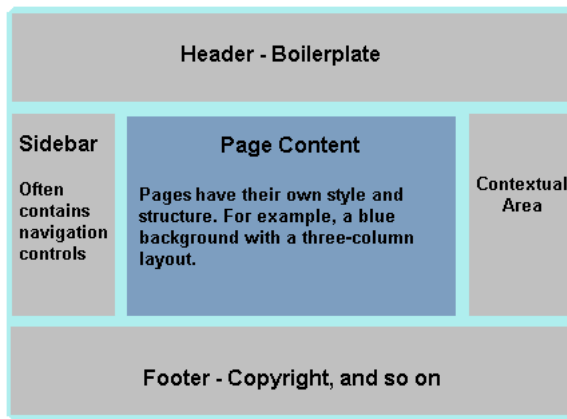 Header - Boilerplate
Sidebar
Often
contains
navigation
controls
Page Content
Pages have their own style and
structure. For example, a blue
background with a three-column
layout.
Contextual
Area
Footer - Copyright, and so on